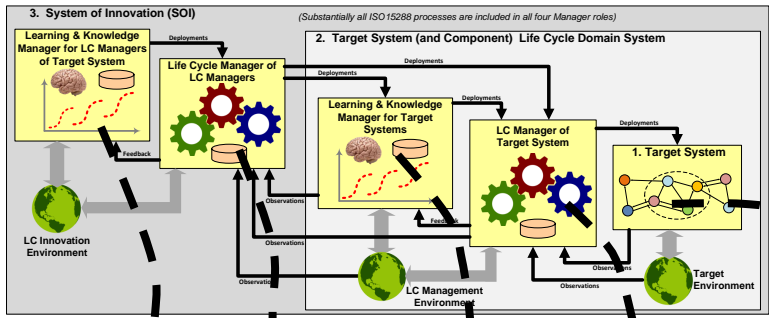 3. System of Innovation (SOI)
(Substantially all ISO15288 processes are included in all four Manager roles)
Learning & Knowledge
Manager for LC Managers
of Target System
Deployments
Life Cycle Manager of
LC Managers
2. Target System (and Component) Life Cycle Domain System
Deployments
Deployments
Learning & Knowledge
Manager for Target
Systems
Deployments
LC Manager of
Target System
Deployments
1. Target System
Feedback
Observations
Feedback
Observations
Observations
Observations
Observations
LC Innovation
Environment
LC Management
Environment
Target
Environment